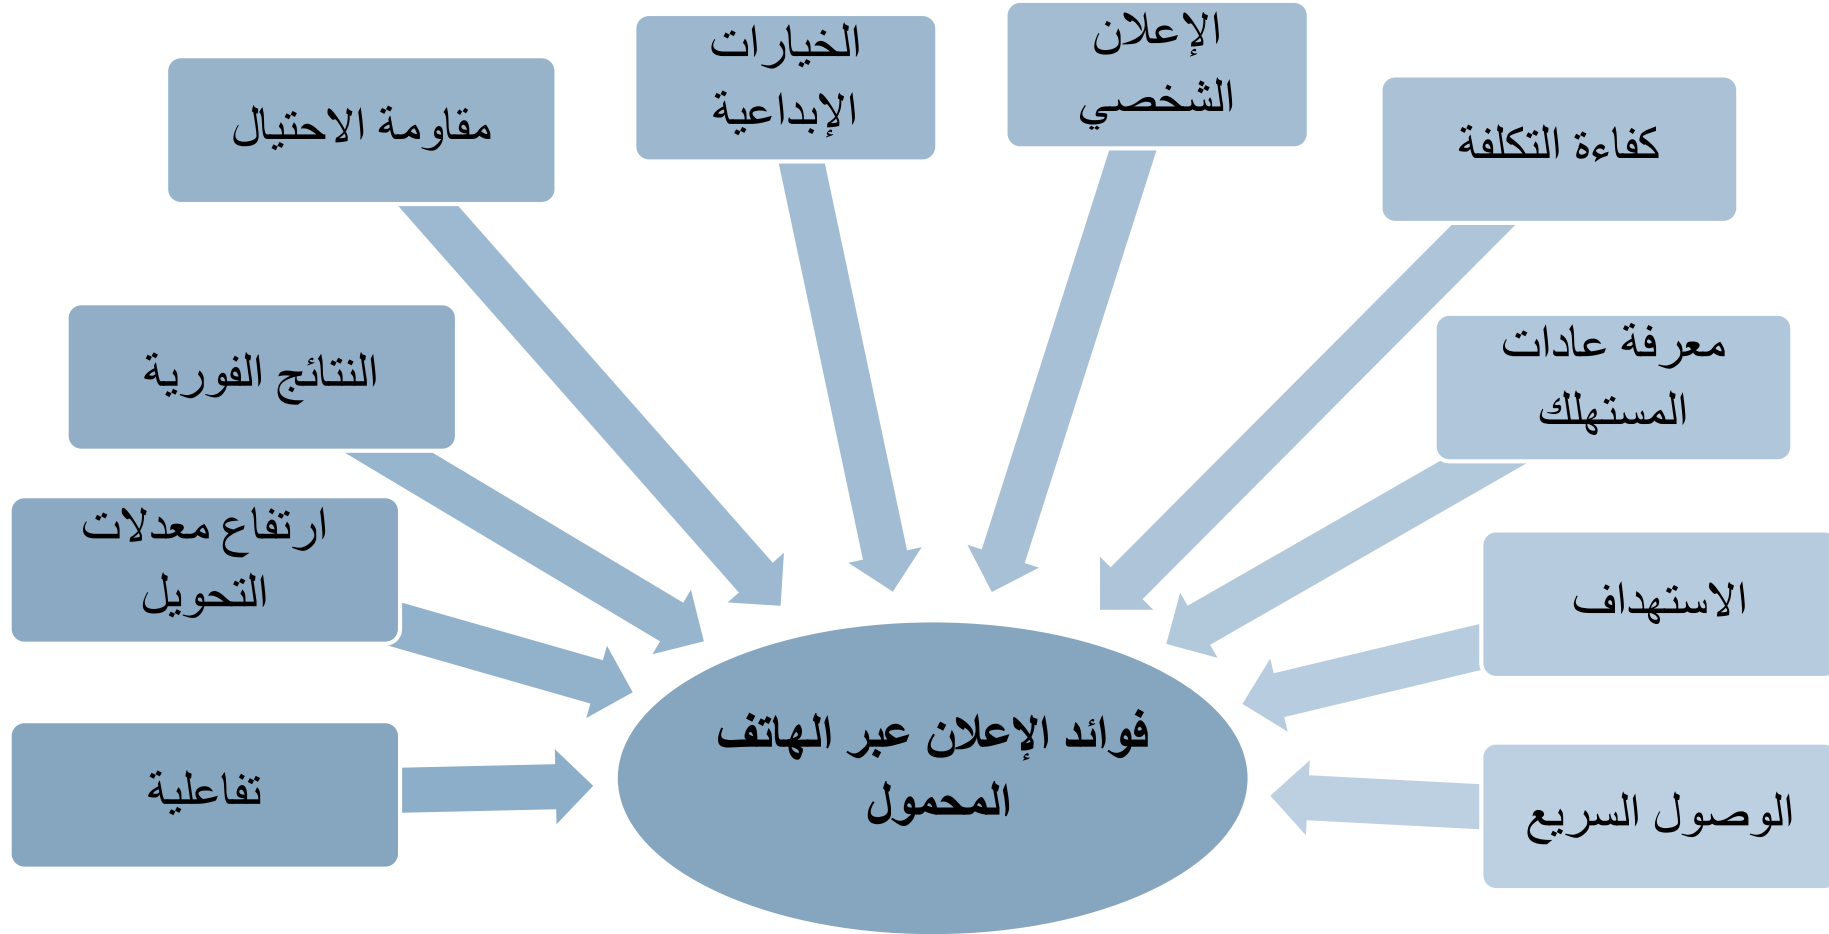 الإعلان
الشخصي
الخيارات
الإبداعية
مقاومة الاحتيال
كفاءة التكلفة
معرفة عادات
المستهلك
النتائج الفورية
ارتفاع معدلات
التحويل
الاستهداف
تفاعلية
الوصول السريع
فوائد الإعلان عبر الهاتف
المحمول